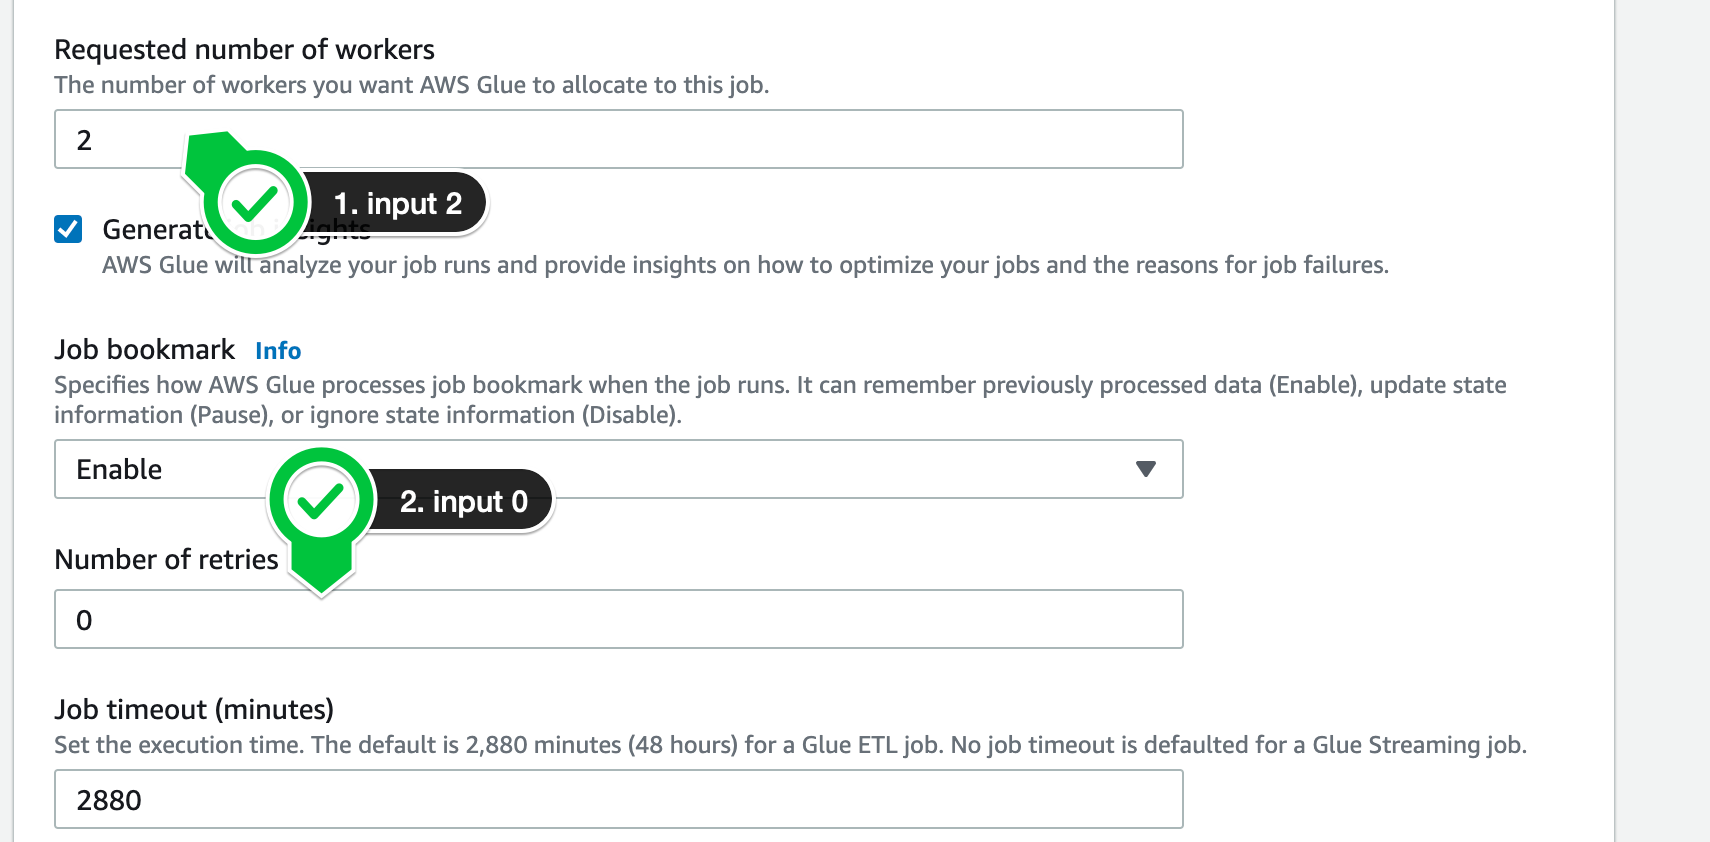 Requested number of workers
The number of workers you want AWS Glue to allocate to this job.
2
1. input 2
Generate job insights
AWS Glue will analyze your job runs and provide insights on how to optimize your jobs and the reasons for job failures.
Job bookmark Info
Specifies how AWS Glue processes job bookmark when the job runs. It can remember previously processed data (Enable), update state
information (Pause), or ignore state information (Disable).
Enable
2. input 0
Number of retries
0
Job timeout (minutes)
Set the execution time. The default is 2,880 minutes (48 hours) for a Glue ETL job. No job timeout is defaulted for a Glue Streaming job.
2880